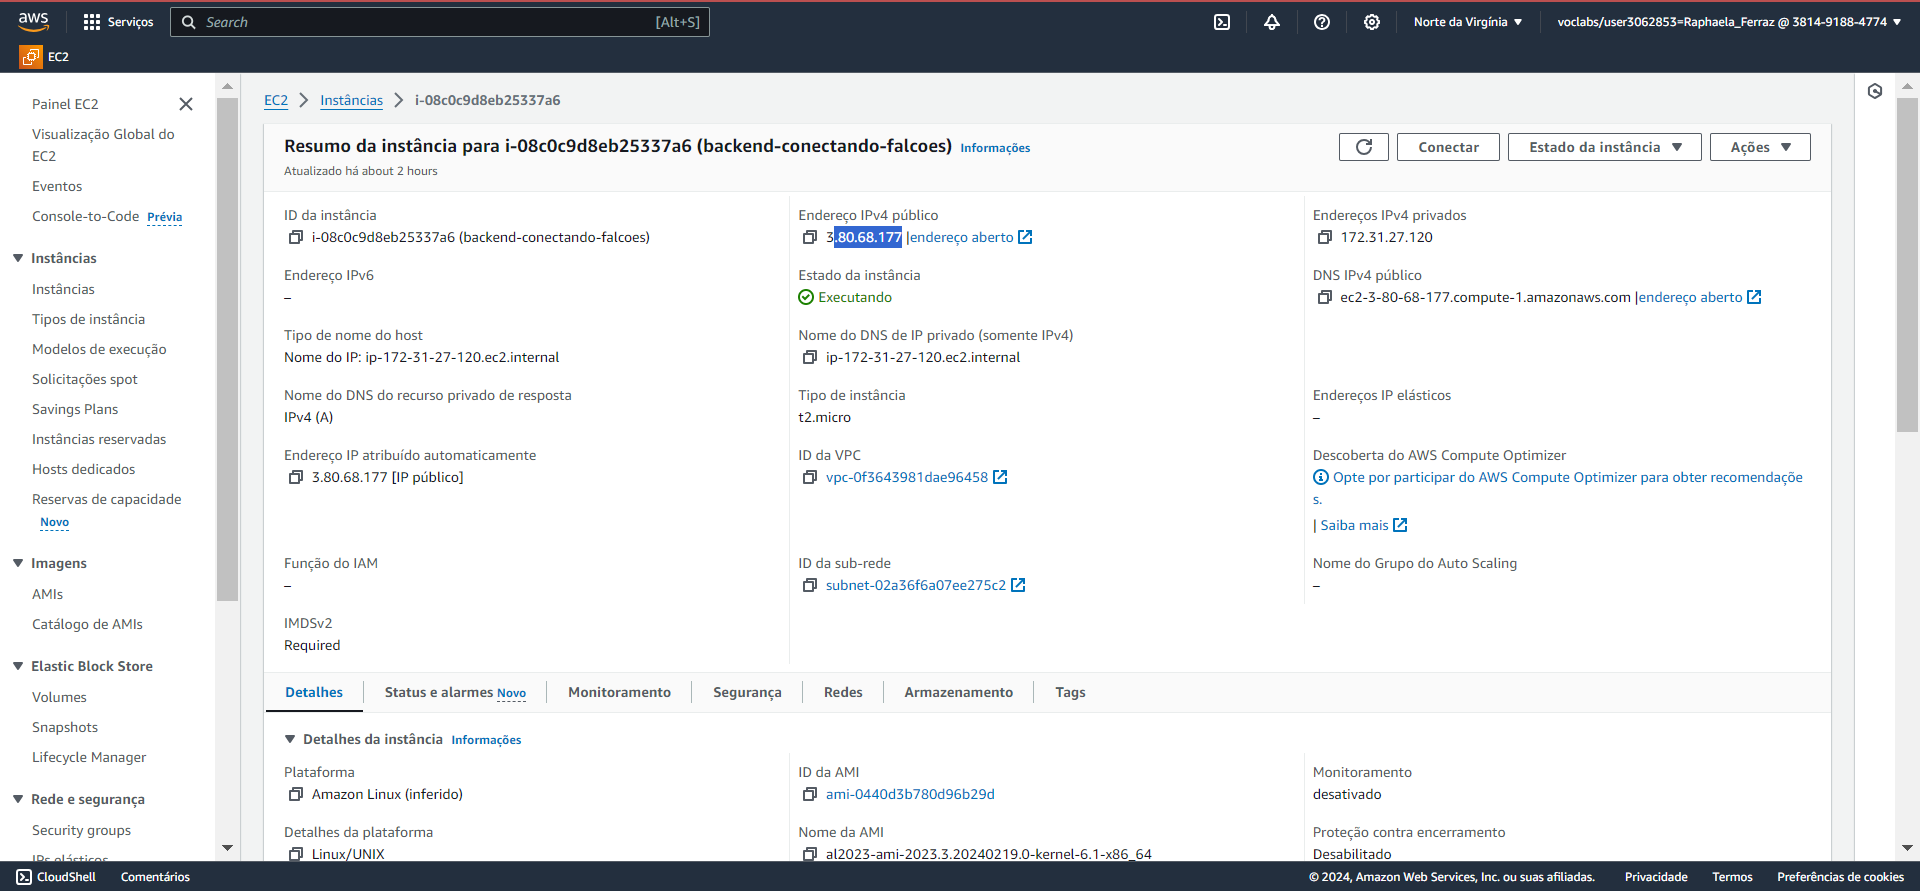 aws
Serviços
Search
[Alt+S]
Norte da Virgínia
voclabs/user3062853=Raphaela_Ferraz @ 3814-9188-4774
EC2
Painel EC2
Visualização Global do
EC2
Eventos
Console-to-Code Prévia
Instâncias
Instâncias
Tipos de instância
Modelos de execução
Solicitações spot
Savings Plans
Instâncias reservadas
Hosts dedicados
Reservas de capacidade
Novo
Imagens
AMIs
Catálogo de AMIs
Elastic Block Store
Volumes
Snapshots
Lifecycle Manager
Rede e segurança
Security groups
IPs elásticos
EC2 > Instâncias > i-08c0c9d8eb25337a6
Resumo da instância para i-08c0c9d8eb25337a6 (backend-conectando-falcoes) Informações
Atualizado há about 2 hours
Conectar
Estado da instância
Ações
ID da instância
i-08c0c9d8eb25337a6 (backend-conectando-falcoes)
Endereço IPv4 público
3.80.68.177 |endereço aberto
Endereços IPv4 privados
172.31.27.120
Endereço IPv6
–
Estado da instância
Executando
DNS IPv4 público
ec2-3-80-68-177.compute-1.amazonaws.com |endereço aberto
Tipo de nome do host
Nome do IP: ip-172-31-27-120.ec2.internal
Nome do DNS de IP privado (somente IPv4)
ip-172-31-27-120.ec2.internal
Nome do DNS do recurso privado de resposta
IPv4 (A)
Tipo de instância
t2.micro
Endereços IP elásticos
–
Endereço IP atribuído automaticamente
3.80.68.177 [IP público]
ID da VPC
vpc-0f3643981dae96458
Descoberta do AWS Compute Optimizer
Opte por participar do AWS Compute Optimizer para obter recomendaçõe
s.
| Saiba mais
Função do IAM
–
ID da sub-rede
subnet-02a36f6a07ee275c2
Nome do Grupo do Auto Scaling
–
IMDSv2
Required
Detalhes
Status e alarmes Novo
Monitoramento
Segurança
Redes
Armazenamento
Tags
Detalhes da instância Informações
Plataforma
Amazon Linux (inferido)
ID da AMI
ami-0440d3b780d96b29d
Monitoramento
desativado
Detalhes da plataforma
Linux/UNIX
Nome da AMI
al2023-ami-2023.3.20240219.0-kernel-6.1-x86_64
Proteção contra encerramento
Desabilitado
CloudShell
Comentários
© 2024, Amazon Web Services, Inc. ou suas afiliadas.
Privacidade
Termos
Preferências de cookies